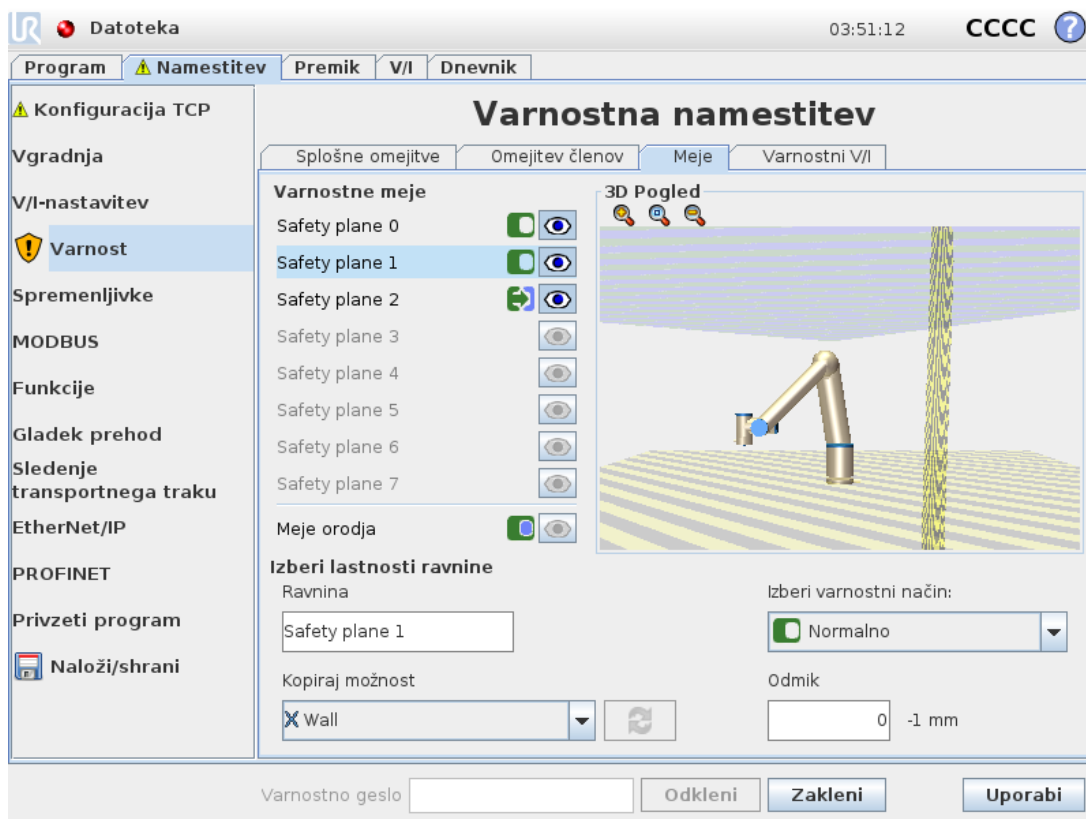 UR Datoteka 03:51:12 CCCC ?
Program Namestitev Premik V/I Dnevnik
Konfiguracija TCP
Vgradnja
V/I-nastavitev
Varnost
Spremenljivke
MODBUS
Funkcije
Gladek prehod
Sledenje
transportnega traku
EtherNet/IP
PROFINET
Privzeti program
Naloži/shrani
Varnostna namestitev
Splošne omejitve Omejitev členov Meje Varnostni V/I
Varnostne meje
Safety plane 0
Safety plane 1
Safety plane 2
Safety plane 3
Safety plane 4
Safety plane 5
Safety plane 6
Safety plane 7
Meje orodja
3D Pogled
Izberi lastnosti ravnine
Ravnina
Safety plane 1
Kopiraj možnost
Wall
Izberi varnostni način:
Normalno
Odmik
0 -1 mm
Varnostno geslo Odkleni Zakleni Uporabi